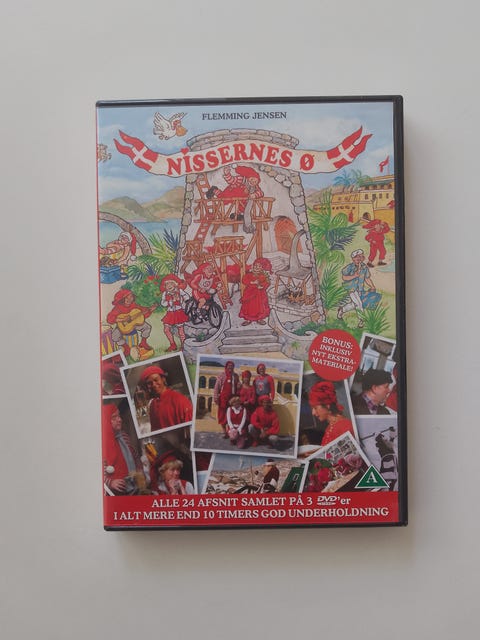 FLEMMING JENSEN
NISSERNES Ø
BONUS:
INKLUSIV
NYT EKSTRA-
MATERIALE!
A
ALLE 24 AFSNIT SAMLET PÅ 3 DVD'er
I ALT MERE END 10 TIMERS GOD UNDERHOLDNING